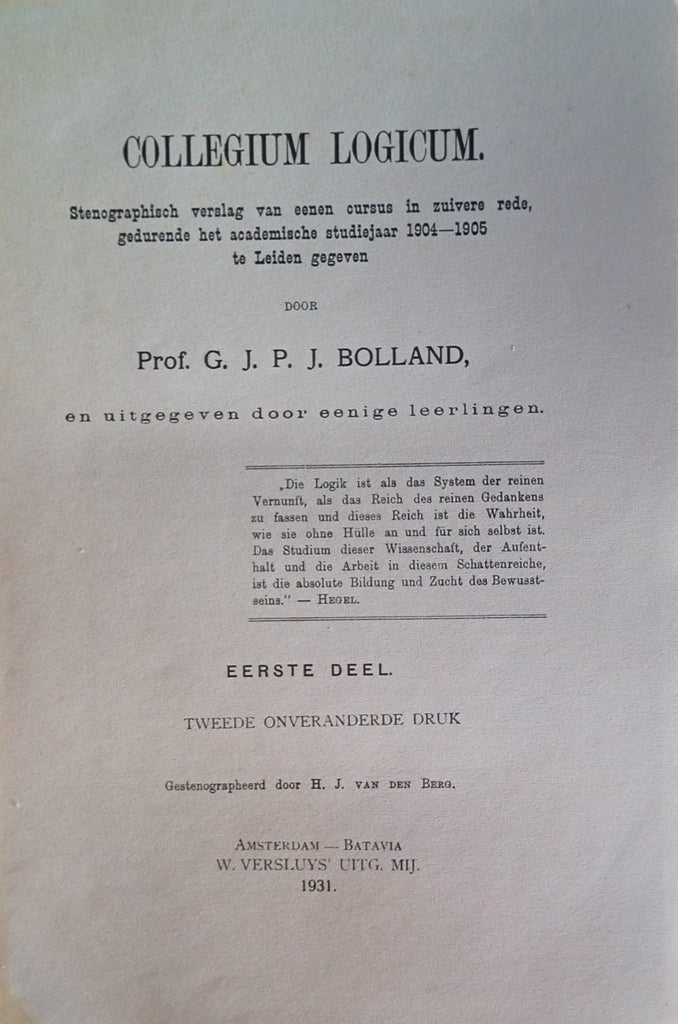 COLLEGIUM LOGICUM.
Stenographisch verslag van eenen cursus in zuivere rede,
gedurende het academische studiejaar 1904—1905
te Leiden gegeven
DOOR
Prof. G. J. P. J. BOLLAND,
en uitgegeven door eenige leerlingen.
„Die Logik ist als das System der reinen
Vernunft, als das Reich des reinen Gedankens
zu fassen und dieses Reich ist die Wahrheit,
wie sie ohne Hülle an und für sich selbst ist.
Das Studium dieser Wissenschaft, der Aufent-
halt und die Arbeit in diesem Schattenreiche,
ist die absolute Bildung und Zucht des Bewusst-
seins.” — HEGEL.
EERSTE DEEL.
TWEEDE ONVERANDERDE DRUK
Gestenographeerd door H. J. VAN DEN BERG.
AMSTERDAM — BATAVIA
W. VERSLUYS' UITG. MIJ.
1931.